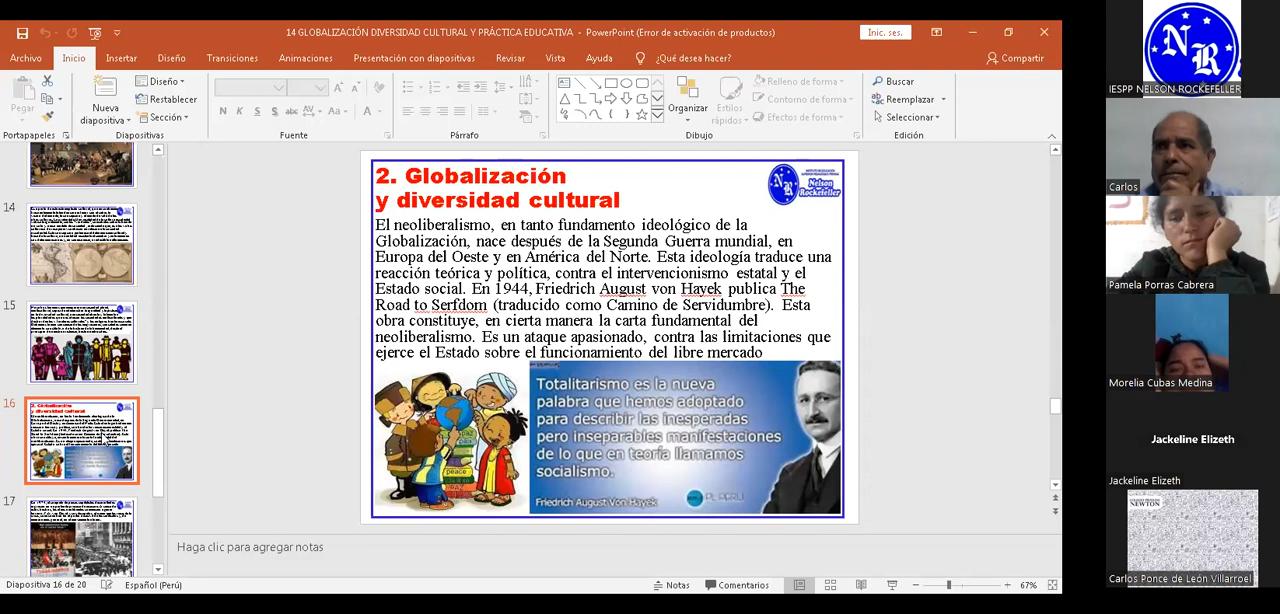 14 GLOBALIZACIÓN DIVERSIDAD CULTURAL Y PRÁCTICA EDUCATIVA - PowerPoint (Error de activación de productos)
Inic. ses.
Archivo Inicio Insertar Diseño Transiciones Animaciones Presentación con diapositivas Revisar Vista Ayuda ¿Qué desea hacer? Compartir
Pegar
Nueva
diapositiva
Diseño
Restablecer
Sección
N K S S abc AV Aa A
Organizar
Estilos
rápidos
Relleno de forma
Contorno de forma
Efectos de forma
Buscar
Reemplazar
Seleccionar
Portapapeles Diapositivas Fuente Párrafo Dibujo Edición
14
15
16
17
2. Globalización
y diversidad cultural
NR
Nelson
Rockefeller
El neoliberalismo, en tanto fundamento ideológico de la
Globalización, nace después de la Segunda Guerra mundial, en
Europa del Oeste y en América del Norte. Esta ideología traduce una
reacción teórica y política, contra el intervencionismo estatal y el
Estado social. En 1944, Friedrich August von Hayek publica The
Road to Serfdom (traducido como Camino de Servidumbre). Esta
obra constituye, en cierta manera la carta fundamental del
neoliberalismo. Es un ataque apasionado, contra las limitaciones que
ejerce el Estado sobre el funcionamiento del libre mercado
peace
Totalitarismo es la nueva
palabra que hemos adoptado
para describir las inesperadas
pero inseparables manifestaciones
de lo que en teoría llamamos
socialismo.
Friedrich August Von Hayek
PL PERU
Haga clic para agregar notas
Diapositiva 16 de 20 Español (Perú) Notas Comentarios 67%
NR
IESPP NELSON ROCKEFELLER
Carlos
Pamela Porras Cabrera
Morelia Cubas Medina
Jackeline Elizeth
Jackeline Elizeth
NEWTON
Carlos Ponce de León Villarroel